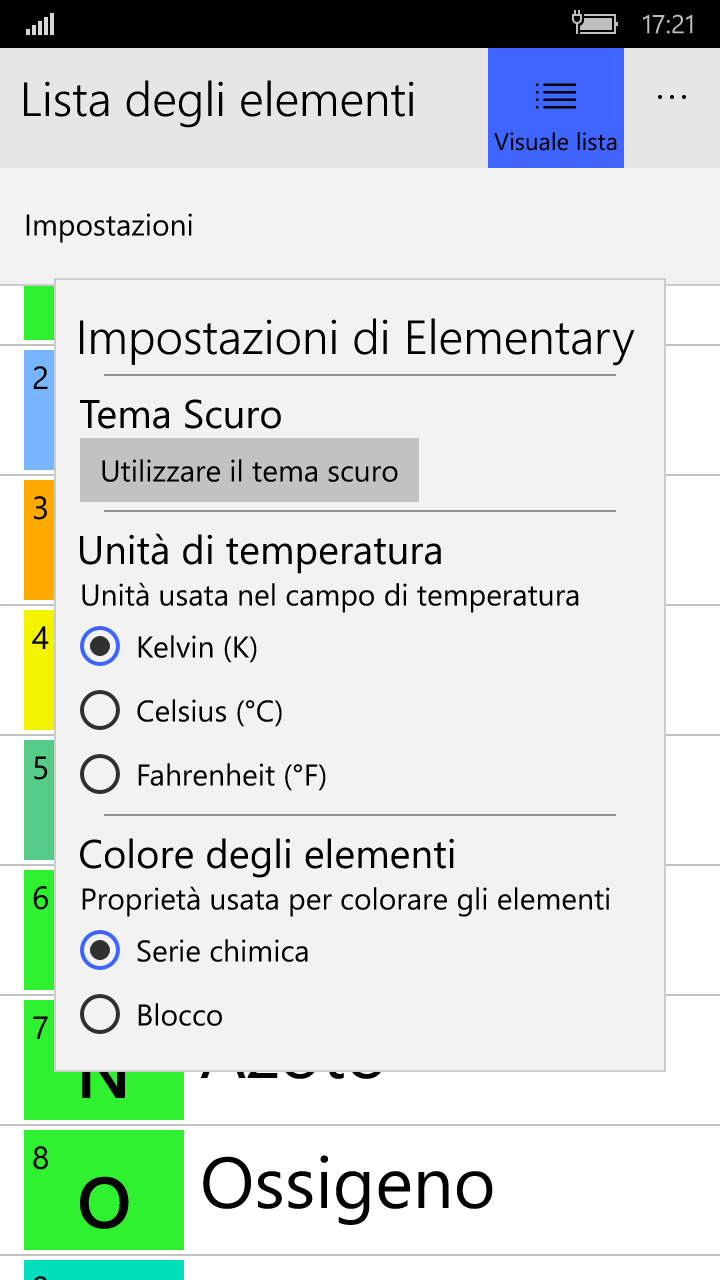 17:21
Lista degli elementi
Visuale lista
Impostazioni
Impostazioni di Elementary
Tema Scuro
Utilizzare il tema scuro
Unità di temperatura
Unità usata nel campo di temperatura
Kelvin (K)
Celsius (°C)
Fahrenheit (°F)
Colore degli elementi
Proprietà usata per colorare gli elementi
Serie chimica
Blocco
2
3
4
5
6
7
N
8
O
Ossigeno